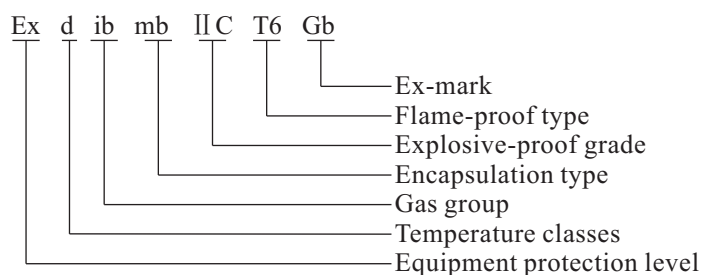 Ex d ib mb ⅡC T6 Gb
Ex-mark
Flame-proof type
Explosive-proof grade
Encapsulation type
Gas group
Temperature classes
Equipment protection level